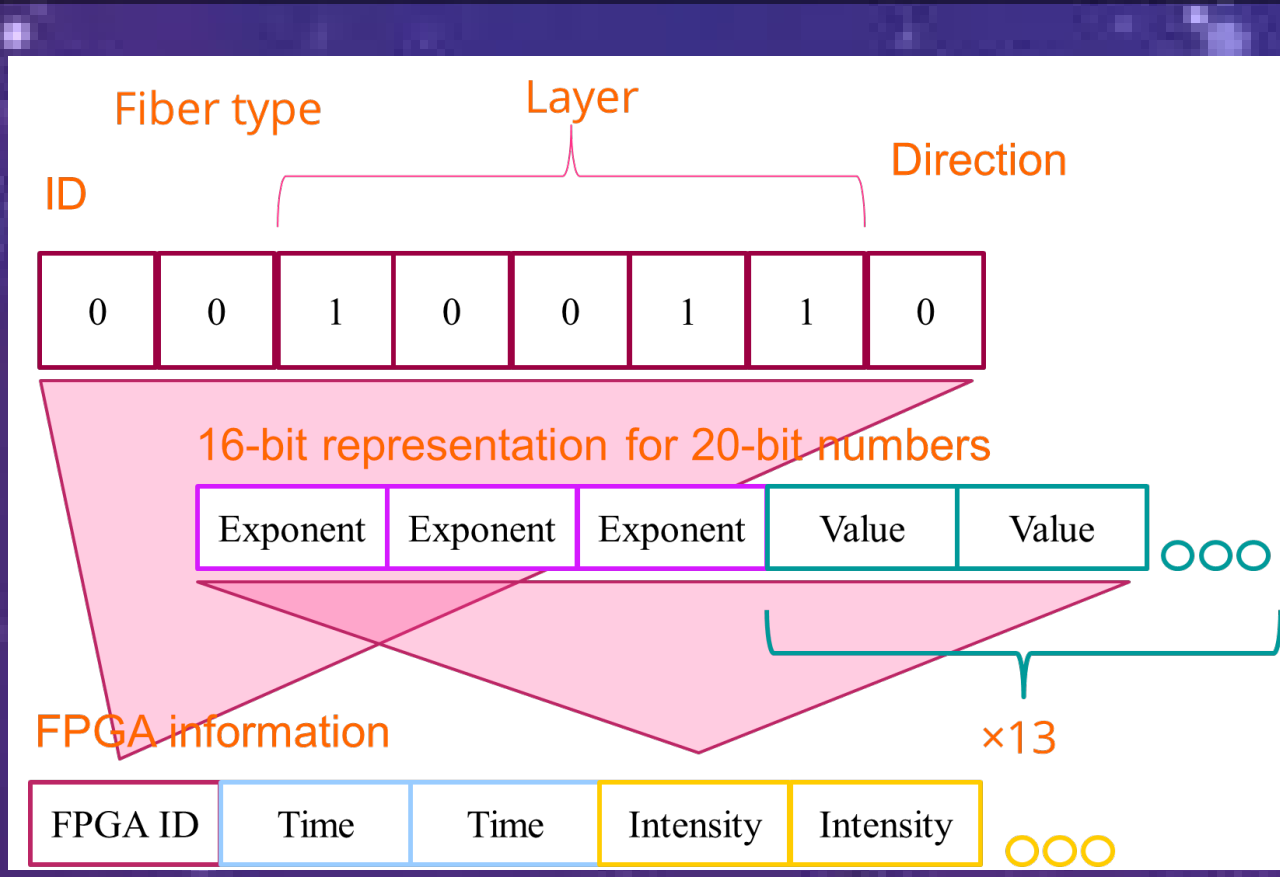 Fiber type
Layer
Direction
ID
0 0 1 0 0 1 1 0
16-bit representation for 20-bit numbers
Exponent Exponent Exponent Value Value
FPGA information
×13
FPGA ID Time Time Intensity Intensity